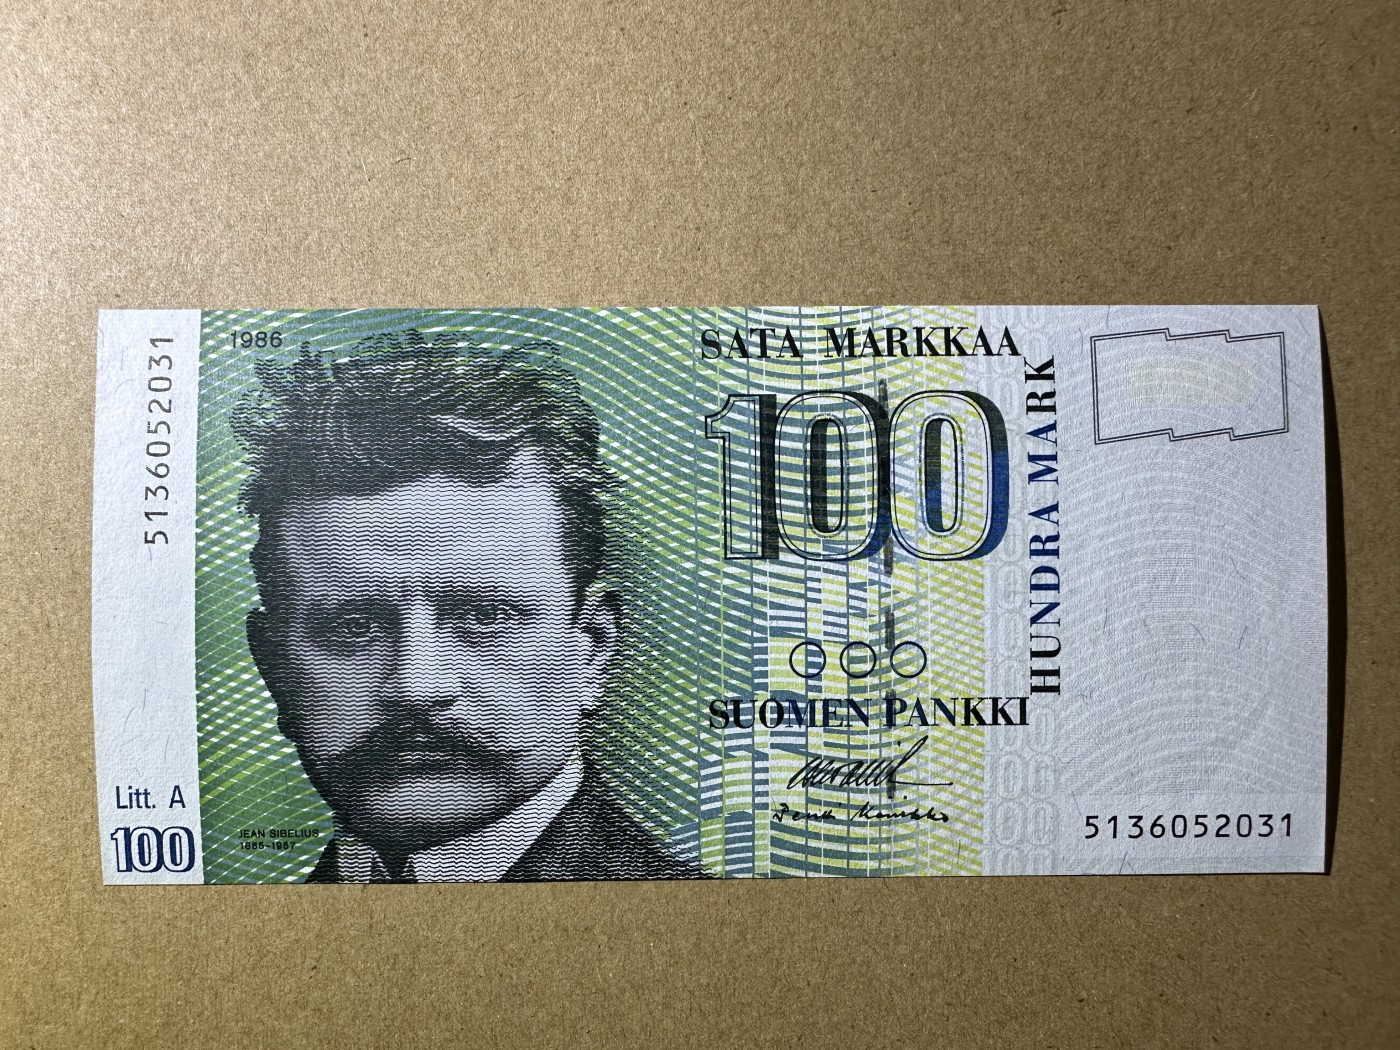 5136052031
1986
SATA MARKKAA
100
HUNDRA MARK
SUOMEN PANKKI
Litt. A
100
JEAN SIBELIUS
1865-1957
5136052031